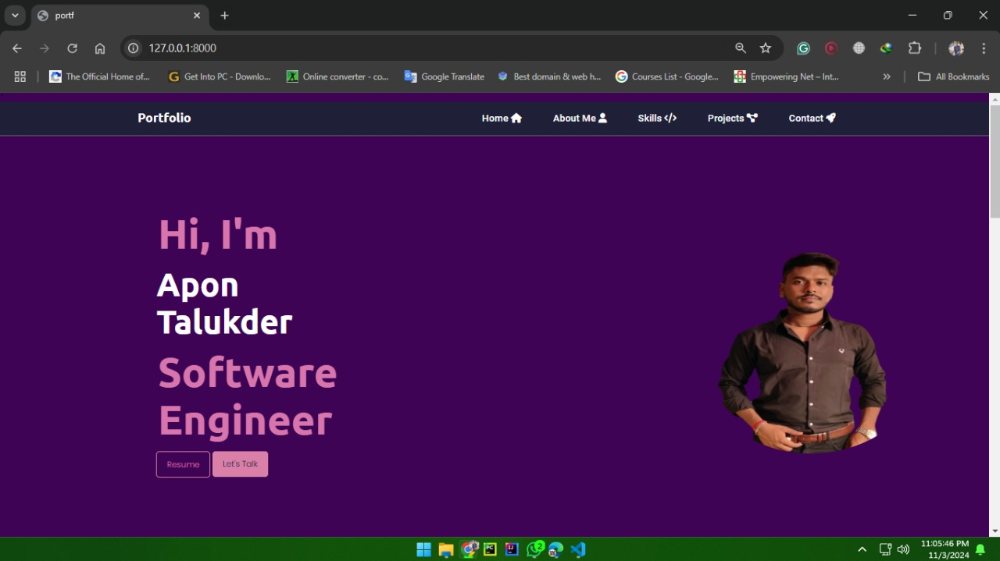 portf
127.0.0.1:8000
The Official Home of...
Get Into PC - Downlo...
Online converter - co...
Google Translate
Best domain & web h...
Courses List - Google...
Empowering Net – Int...
All Bookmarks
Portfolio
Home
About Me
Skills
Projects
Contact
Hi, I'm
Apon
Talukder
Software
Engineer
Resume
Let's Talk
2
11:05:46 PM
11/3/2024